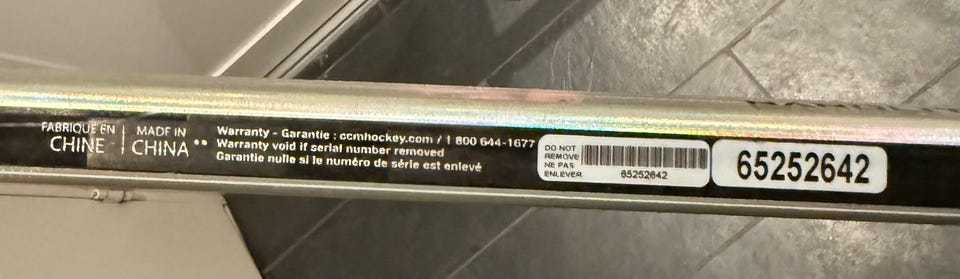 FABRIQUÉ EN
CHINE
MADE IN
CHINA**
Warranty - Garantie : ccmhockey.com / 1 800 644-1677
Warranty void if serial number removed
Garantie nulle si le numéro de série est enlevé
DO NOT
REMOVE
NE PAS
ENLEVER
65252642
65252642